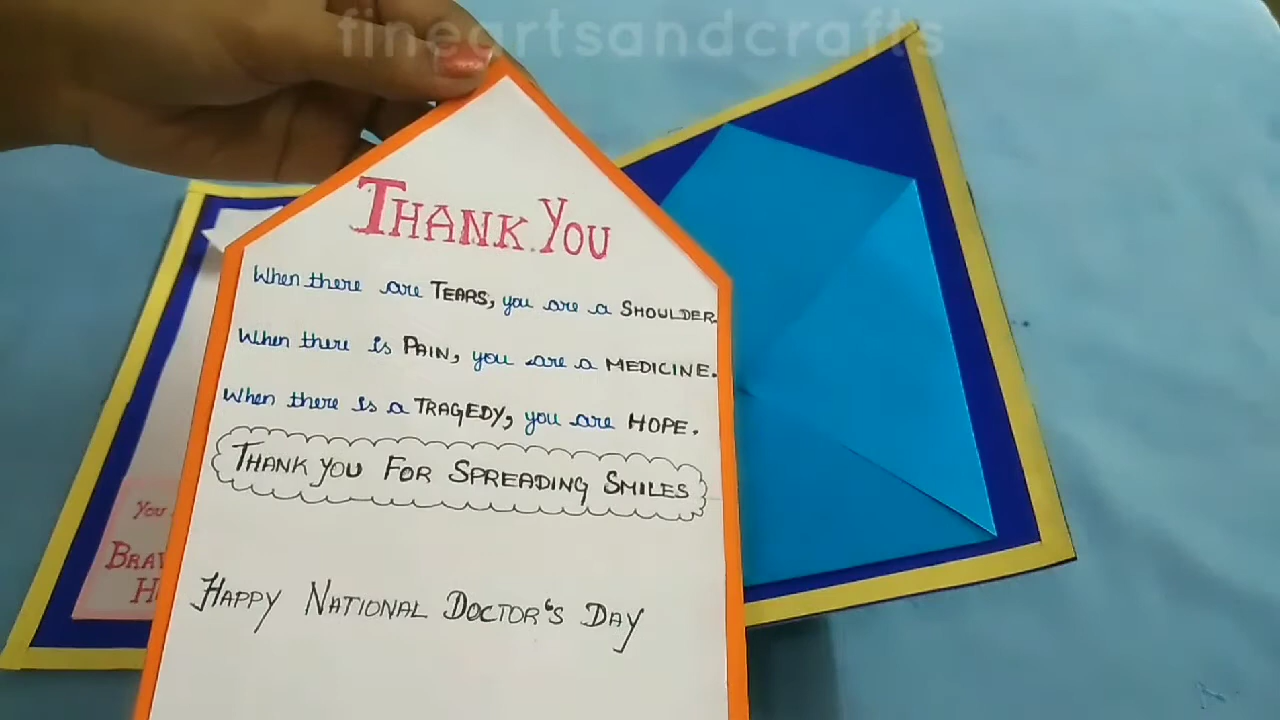 fineartsandcrafts
THANK YOU
When there are TEARS, you are a SHOULDER.
When there is PAIN, you are a MEDICINE.
When there is a TRAGEDY, you are HOPE.
THANK YOU FOR SPREADING SMILES
HAPPY NATIONAL DOCTOR'S DAY
You